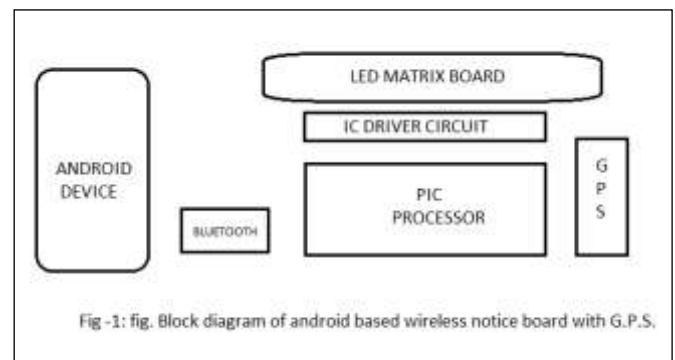 LED MATRIX BOARD
IC DRIVER CIRCUIT
ANDROID
DEVICE
BLUETOOTH
PIC
PROCESSOR
G
P
S
Fig -1: fig. Block diagram of android based wireless notice board with G.P.S.